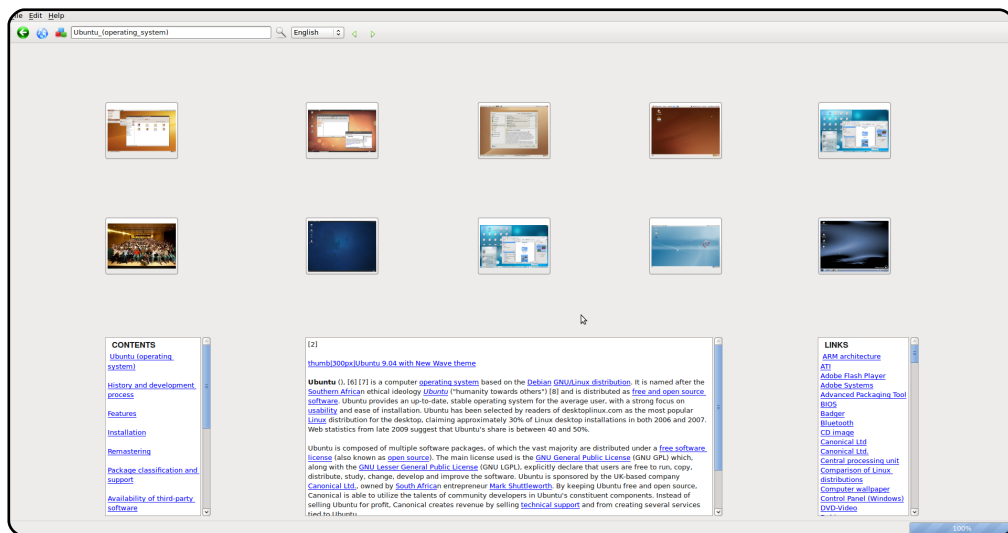 File Edit Help
Ubuntu_(operating_system)
English
CONTENTS
Ubuntu (operating
system)
History and development
process
Features
Installation
Remastering
Package classification and
support
Availability of third-party
software
[2]
thumb|300px|Ubuntu 9.04 with New Wave theme
Ubuntu (), [6] [7] is a computer operating system based on the Debian GNU/Linux distribution. It is named after the
Southern African ethical ideology Ubuntu ("humanity towards others") [8] and is distributed as free and open source
software. Ubuntu provides an up-to-date, stable operating system for the average user, with a strong focus on
usability and ease of installation. Ubuntu has been selected by readers of desktoplinux.com as the most popular
Linux distribution for the desktop, claiming approximately 30% of Linux desktop installations in both 2006 and 2007.
Web statistics from late 2009 suggest that Ubuntu's share is between 40 and 50%.
Ubuntu is composed of multiple software packages, of which the vast majority are distributed under a free software
license (also known as open source). The main license used is the GNU General Public License (GNU GPL) which,
along with the GNU Lesser General Public License (GNU LGPL), explicitly declare that users are free to run, copy,
distribute, study, change, develop and improve the software. Ubuntu is sponsored by the UK-based company
Canonical Ltd., owned by South African entrepreneur Mark Shuttleworth. By keeping Ubuntu free and open source,
Canonical is able to utilize the talents of community developers in Ubuntu's constituent components. Instead of
selling Ubuntu for profit, Canonical creates revenue by selling technical support and from creating several services
tied to Ubuntu.
LINKS
ARM architecture
ATI
Adobe Flash Player
Adobe Systems
Advanced Packaging Tool
BIOS
Badger
Bluetooth
CD image
Canonical Ltd
Canonical Ltd.
Central processing unit
Comparison of Linux
distributions
Computer wallpaper
Control Panel (Windows)
DVD-Video
100%